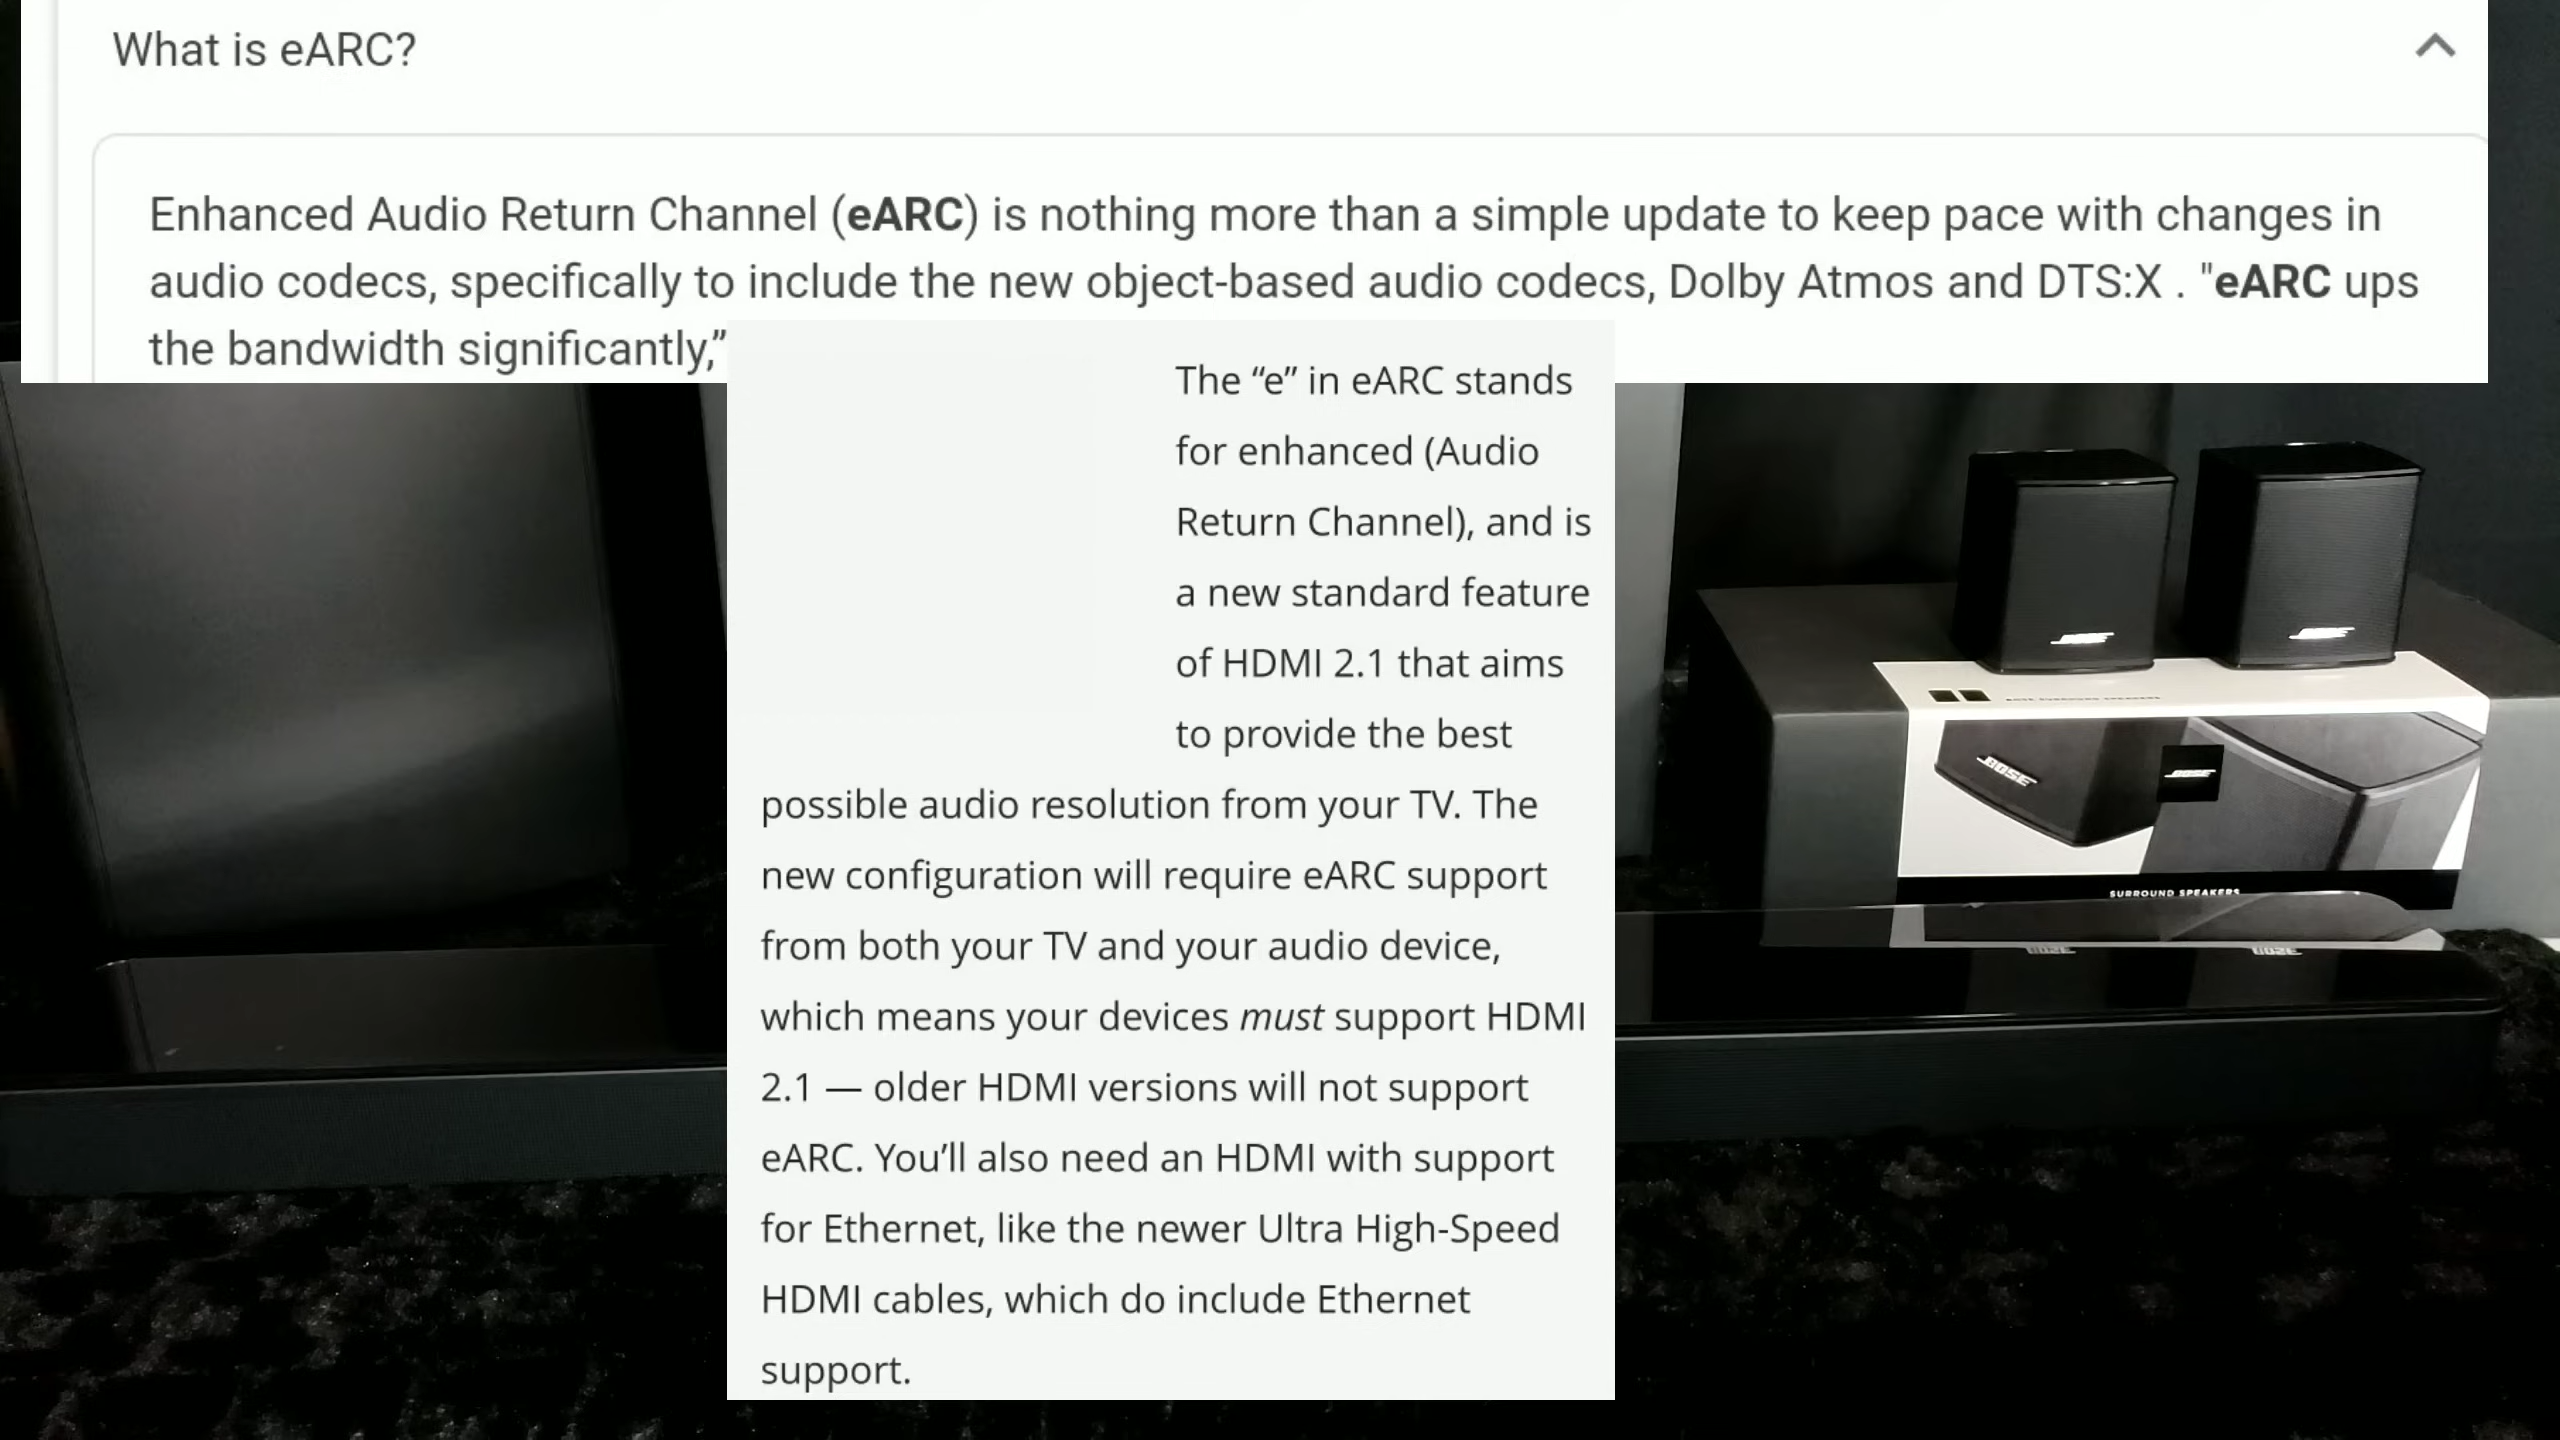 What is eARC?
Enhanced Audio Return Channel (eARC) is nothing more than a simple update to keep pace with changes in
audio codecs, specifically to include the new object-based audio codecs, Dolby Atmos and DTS:X . "eARC ups
the bandwidth significantly,”
The “e” in eARC stands
for enhanced (Audio
Return Channel), and is
a new standard feature
of HDMI 2.1 that aims
to provide the best
possible audio resolution from your TV. The
new configuration will require eARC support
from both your TV and your audio device,
which means your devices must support HDMI
2.1 — older HDMI versions will not support
eARC. You’ll also need an HDMI with support
for Ethernet, like the newer Ultra High-Speed
HDMI cables, which do include Ethernet
support.
BOSE
BOSE
BOSE SURROUND SPEAKERS
BOSE
BOSE
SURROUND SPEAKERS